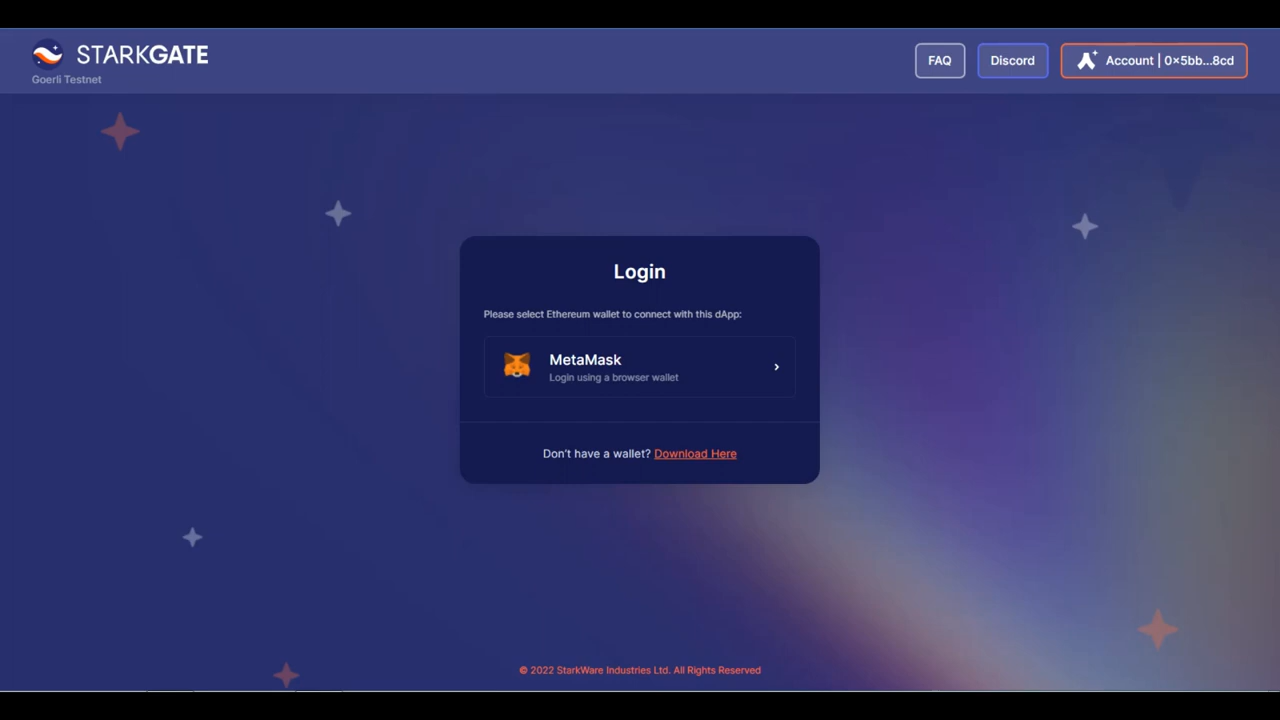 STARKGATE
Goerli Testnet
FAQ
Discord
Account | 0x5bb...8cd
Login
Please select Ethereum wallet to connect with this dApp:
MetaMask
Login using a browser wallet
Don't have a wallet? Download Here
© 2022 StarkWare Industries Ltd. All Rights Reserved